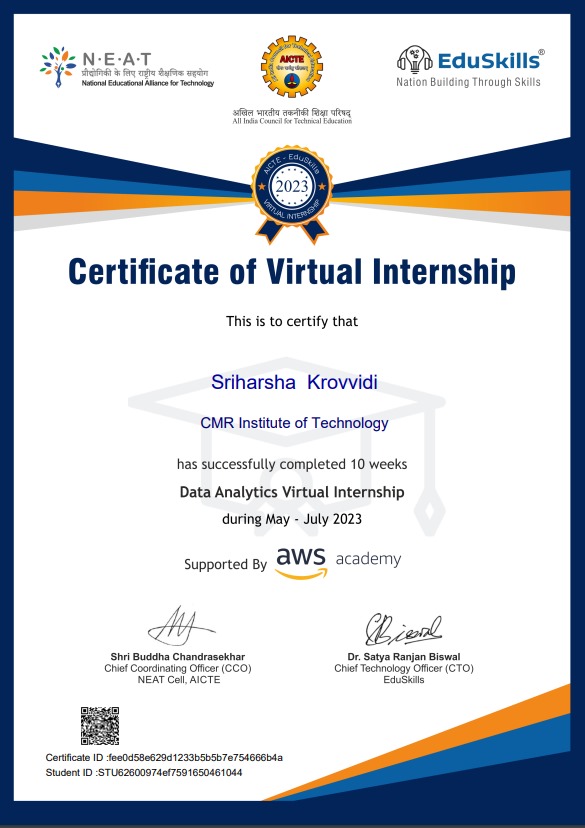 N·E·A·T
प्रौद्योगिकी के लिए राष्ट्रीय शैक्षणिक सहयोग
National Educational Alliance for Technology
AICTE
अखिल भारतीय तकनीकी शिक्षा परिषद्
All India Council for Technical Education
EduSkills®
Nation Building Through Skills
AICTE - EduSkills
2023
VIRTUAL INTERNSHIP
Certificate of Virtual Internship
This is to certify that
Sriharsha Krovvidi
CMR Institute of Technology
has successfully completed 10 weeks
Data Analytics Virtual Internship
during May - July 2023
Supported By aws academy
Shri Buddha Chandrasekhar
Chief Coordinating Officer (CCO)
NEAT Cell, AICTE
Biswal
Dr. Satya Ranjan Biswal
Chief Technology Officer (CTO)
EduSkills
Certificate ID :fee0d58e629d1233b5b5b7e754666b4a
Student ID :STU62600974ef7591650461044